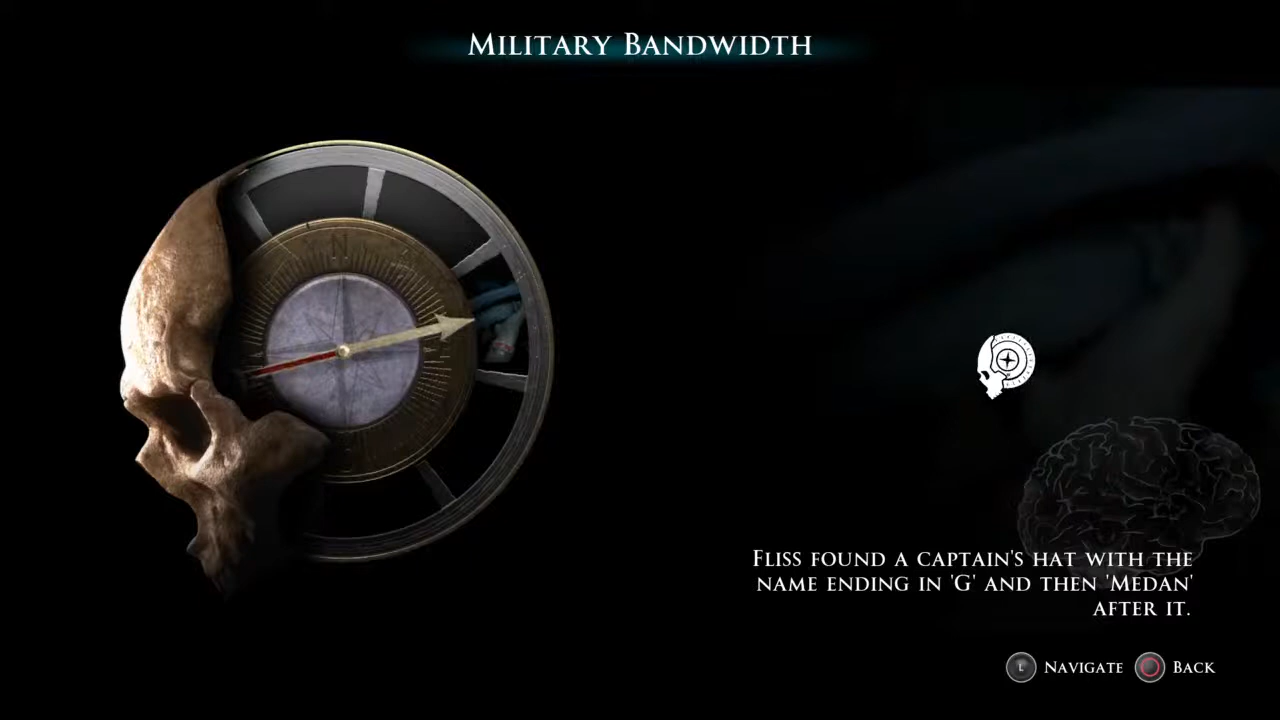 Military Bandwidth
N
Fliss found a captain's hat with the
name ending in 'G' and then 'Medan'
after it.
L Navigate Back